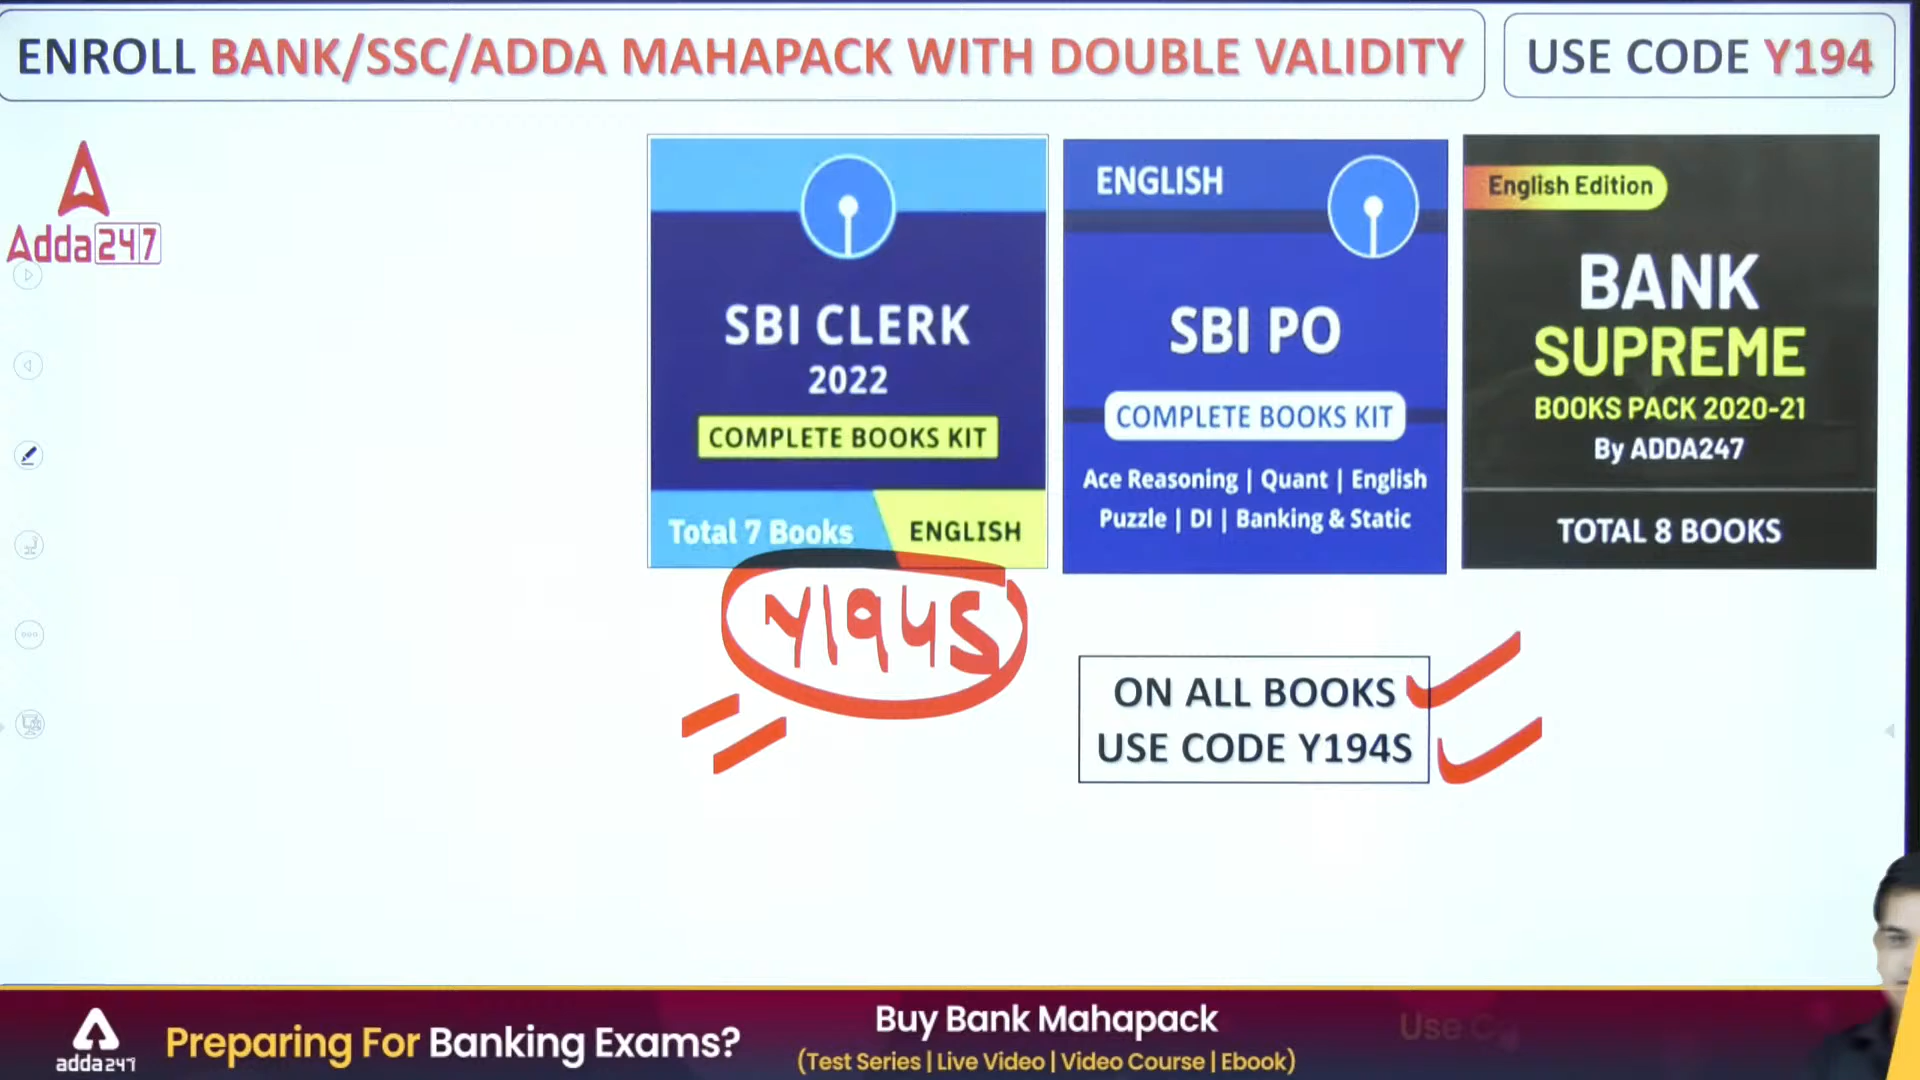 ENROLL BANK/SSC/ADDA MAHAPACK WITH DOUBLE VALIDITY
USE CODE Y194
Adda247
SBI CLERK
2022
COMPLETE BOOKS KIT
Total 7 Books
ENGLISH
ENGLISH
SBI PO
COMPLETE BOOKS KIT
Ace Reasoning | Quant | English
Puzzle | DI | Banking & Static
English Edition
BANK
SUPREME
BOOKS PACK 2020-21
By ADDA247
TOTAL 8 BOOKS
Y194S
ON ALL BOOKS
USE CODE Y194S
adda247
Preparing For Banking Exams?
Buy Bank Mahapack
(Test Series | Live Video | Video Course | Ebook)
Use